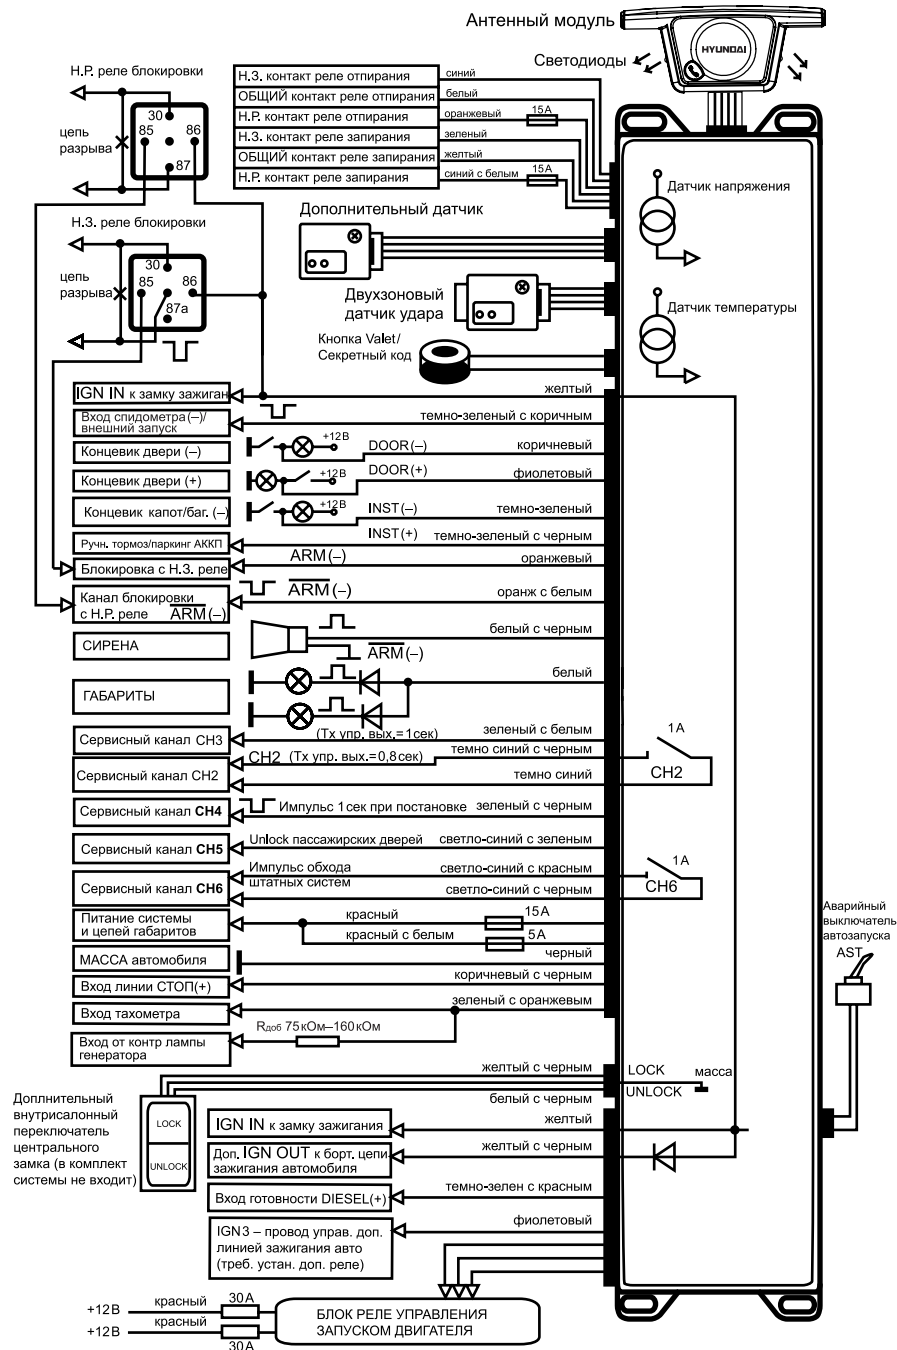 Антенный модуль
HYUNDAI
Светодиоды
Н.Р. реле блокировки
30
85
86
87
цепь
разрыва
Н.З. контакт реле отпирания
синий
ОБЩИЙ контакт реле отпирания
белый
Н.Р. контакт реле отпирания
оранжевый
15А
Н.З. контакт реле запирания
зеленый
ОБЩИЙ контакт реле запирания
желтый
Н.Р. контакт реле запирания
синий с белым
15А
Датчик напряжения
Дополнительный датчик
Н.З. реле блокировки
30
85
86
87а
цепь
разрыва
Двухзоновый
датчик удара
Датчик температуры
Кнопка Valet/
Секретный код
IGN IN к замку зажиган
желтый
Вход спидометра(–)/
внешний запуск
темно-зеленый с коричным
Концевик двери (–)
+12В
DOOR(–)
коричневый
Концевик двери (+)
+12В
DOOR(+)
фиолетовый
Концевик капот/баг. (–)
+12В
INST(–)
темно-зеленый
Ручн. тормоз/паркинг АККП
INST(+)
темно-зеленый с черным
Блокировка с Н.З. реле
ARM(–)
оранжевый
Канал блокировки
с Н.Р. реле ARM(–)
ARM(–)
оранж с белым
СИРЕНА
белый с черным
ARM(–)
ГАБАРИТЫ
белый
Сервисный канал CH3
(Тх упр. вых.=1сек)
зеленый с белым
Сервисный канал CH2
CH2 (Тх упр. вых.=0,8сек)
темно синий с черным
темно синий
1А
CH2
Сервисный канал CH4
Импульс 1сек при постановке
зеленый с черным
Сервисный канал CH5
Unlock пассажирских дверей
светло-синий с зеленым
Сервисный канал CH6
Импульс обхода
штатных систем
светло-синий с красным
светло-синий с черным
1А
CH6
Питание системы
и цепей габаритов
красный
15А
красный с белым
5А
МАССА автомобиля
черный
Вход линии СТОП(+)
коричневый с черным
Вход тахометра
зеленый с оранжевым
Вход от контр лампы
генератора
Rдоб 75кОм–160кОм
Аварийный
выключатель
автозапуска
AST
желтый с черным
белый с черным
LOCK
UNLOCK
масса
Доплнительный
внутрисалонный
переключатель
центрального
замка (в комплект
системы не входит)
LOCK
UNLOCK
IGN IN к замку зажигания
желтый
Доп. IGN OUT к борт. цепи
зажигания автомобиля
желтый с черным
Вход готовности DIESEL(+)
темно-зелен с красным
IGN3 – провод управ. доп.
линией зажигания авто
(треб. устан. доп. реле)
фиолетовый
+12В
красный
30А
+12В
красный
30А
БЛОК РЕЛЕ УПРАВЛЕНИЯ
ЗАПУСКОМ ДВИГАТЕЛЯ